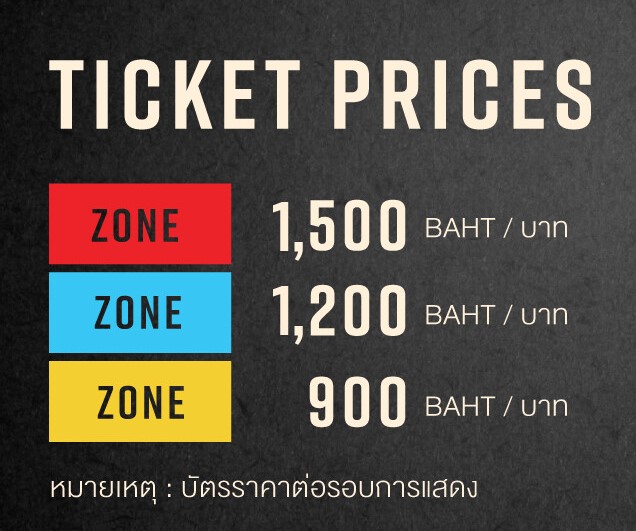 TICKET PRICES
ZONE 1,500 BAHT / บาท
ZONE 1,200 BAHT / บาท
ZONE 900 BAHT / บาท
หมายเหตุ : บัตรราคาต่อรอบการแสดง